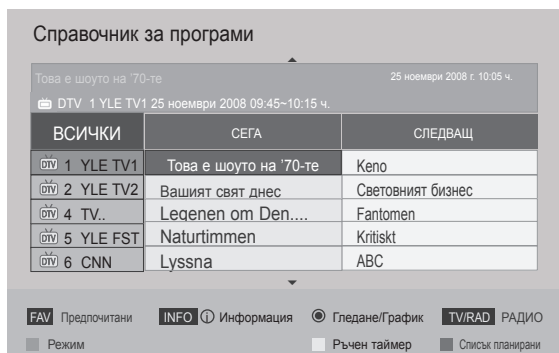 Справочник за програми
Това е шоуто на '70-те 25 ноември 2008 г. 10:05 ч.
DTV 1 YLE TV1 25 ноември 2008 09:45~10:15 ч.
ВСИЧКИ СЕГА СЛЕДВАЩ
DTV 1 YLE TV1 Това е шоуто на '70-те Keno
DTV 2 YLE TV2 Вашият свят днес Световният бизнес
DTV 4 TV.. Legenen om Den.... Fantomen
DTV 5 YLE FST Naturtimmen Kritiskt
DTV 6 CNN Lyssna ABC
FAV Предпочитани INFO i Информация Гледане/График TV/RAD РАДИО
Режим Ръчен таймер Списък планирани